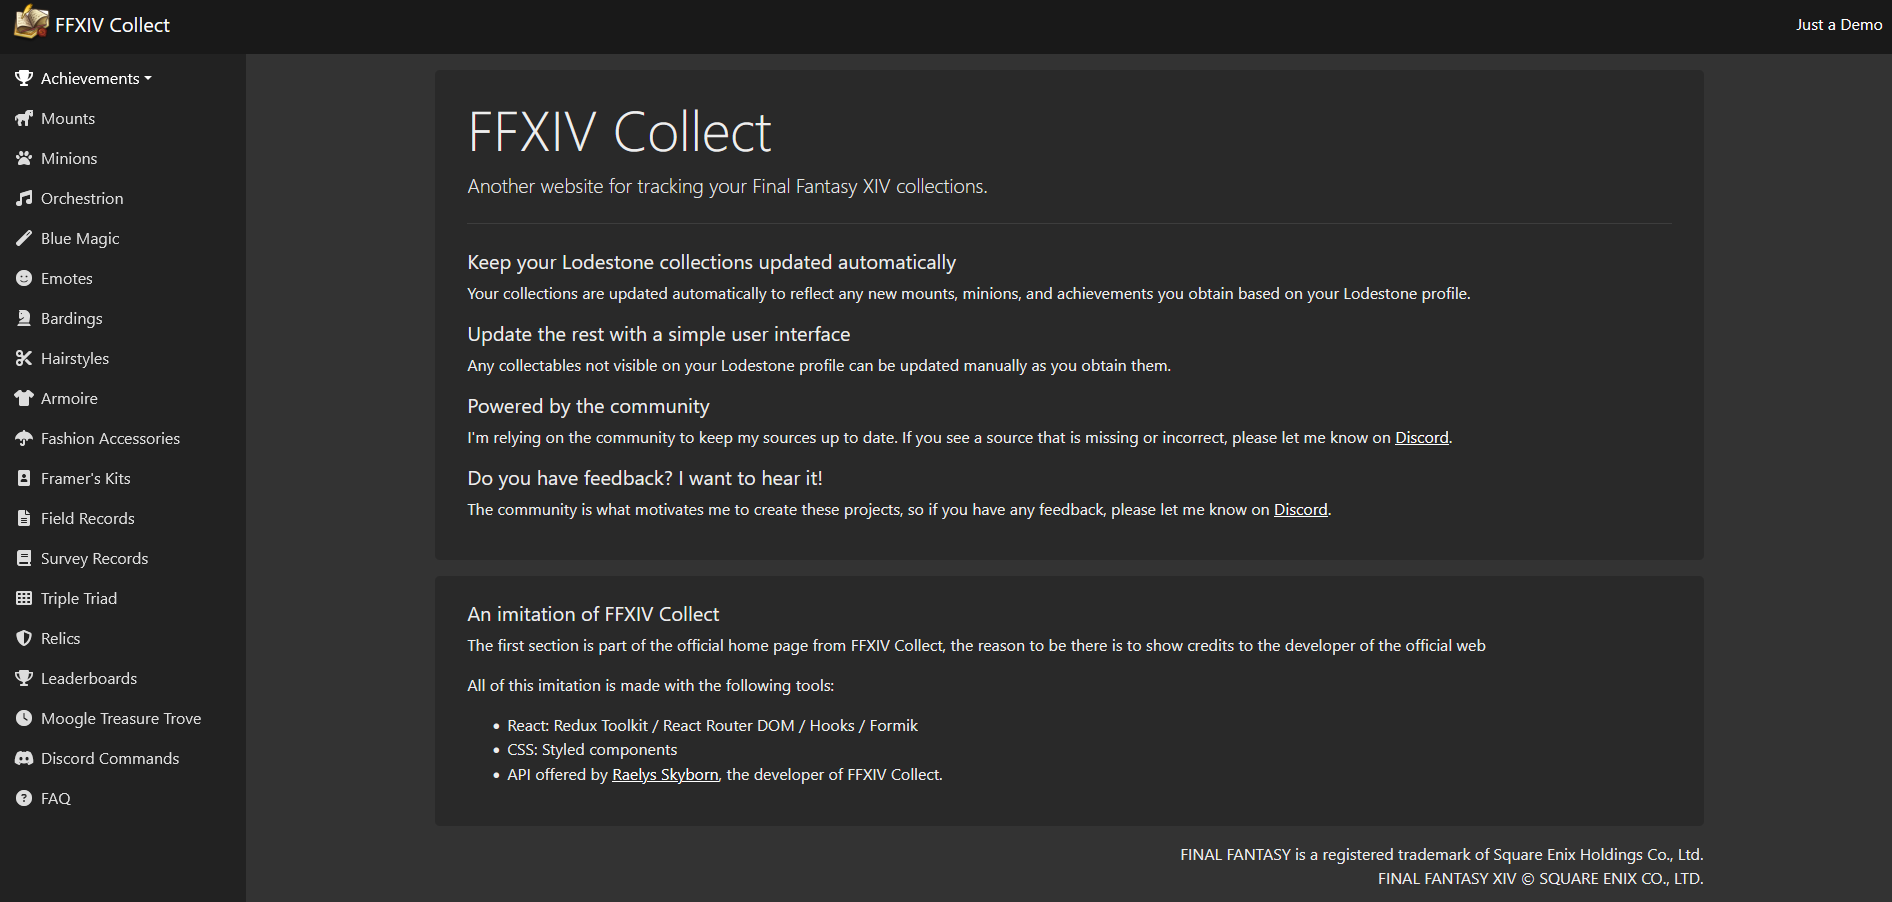 FFXIV Collect
Just a Demo
Achievements
Mounts
Minions
Orchestrion
Blue Magic
Emotes
Bardings
Hairstyles
Armoire
Fashion Accessories
Framer's Kits
Field Records
Survey Records
Triple Triad
Relics
Leaderboards
Moogle Treasure Trove
Discord Commands
FAQ
FFXIV Collect
Another website for tracking your Final Fantasy XIV collections.
Keep your Lodestone collections updated automatically
Your collections are updated automatically to reflect any new mounts, minions, and achievements you obtain based on your Lodestone profile.
Update the rest with a simple user interface
Any collectables not visible on your Lodestone profile can be updated manually as you obtain them.
Powered by the community
I'm relying on the community to keep my sources up to date. If you see a source that is missing or incorrect, please let me know on Discord.
Do you have feedback? I want to hear it!
The community is what motivates me to create these projects, so if you have any feedback, please let me know on Discord.
An imitation of FFXIV Collect
The first section is part of the official home page from FFXIV Collect, the reason to be there is to show credits to the developer of the official web
All of this imitation is made with the following tools:
• React: Redux Toolkit / React Router DOM / Hooks / Formik
• CSS: Styled components
• API offered by Raelys Skyborn, the developer of FFXIV Collect.
FINAL FANTASY is a registered trademark of Square Enix Holdings Co., Ltd.
FINAL FANTASY XIV © SQUARE ENIX CO., LTD.